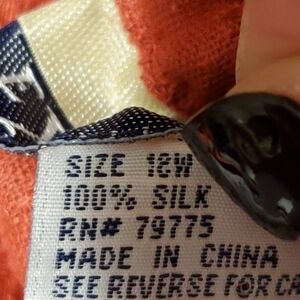 SIZE 18W
100% SILK
RN# 79775
MADE IN CHINA
SEE REVERSE FOR